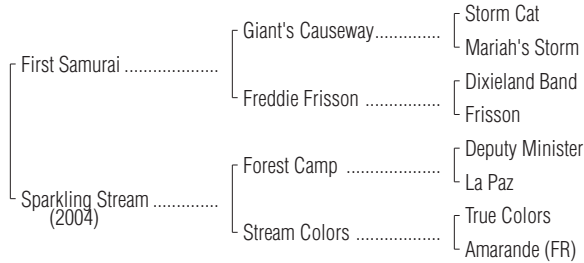 Storm Cat
Giant's Causeway..............
Mariah's Storm
First Samurai ...................
Dixieland Band
Freddie Frisson ...............
Frisson
Deputy Minister
Forest Camp ...................
La Paz
Sparkling Stream .............
(2004)
True Colors
Stream Colors .................
Amarande (FR)